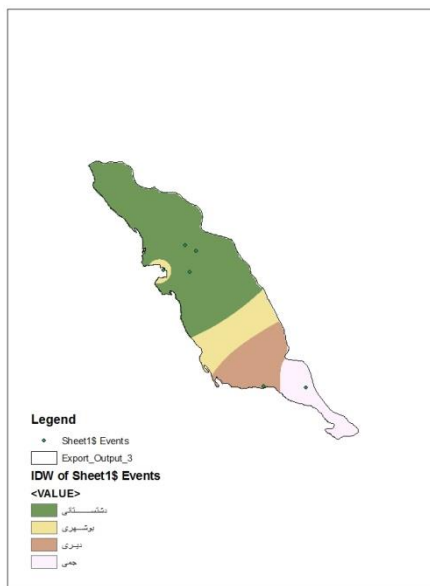 Legend
Sheet1$ Events
Export_Output_3
IDW of Sheet1$ Events
<VALUE>
دشتستانی
بوشهری
دیری
جمی